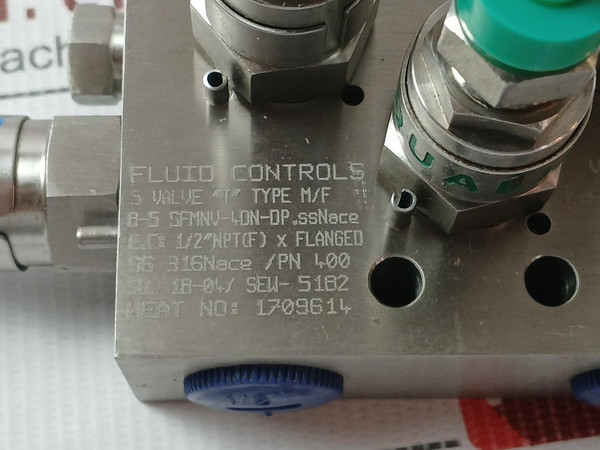 FLUID CONTROLS
5 VALVE "T" TYPE M/F
8-5 SFMNV-4DN-DP.ssNace
E.C: 1/2"NPT(F) x FLANGED
SS 316Nace /PN 400
18-04/ SEW- 5182
HEAT NO: 1709614